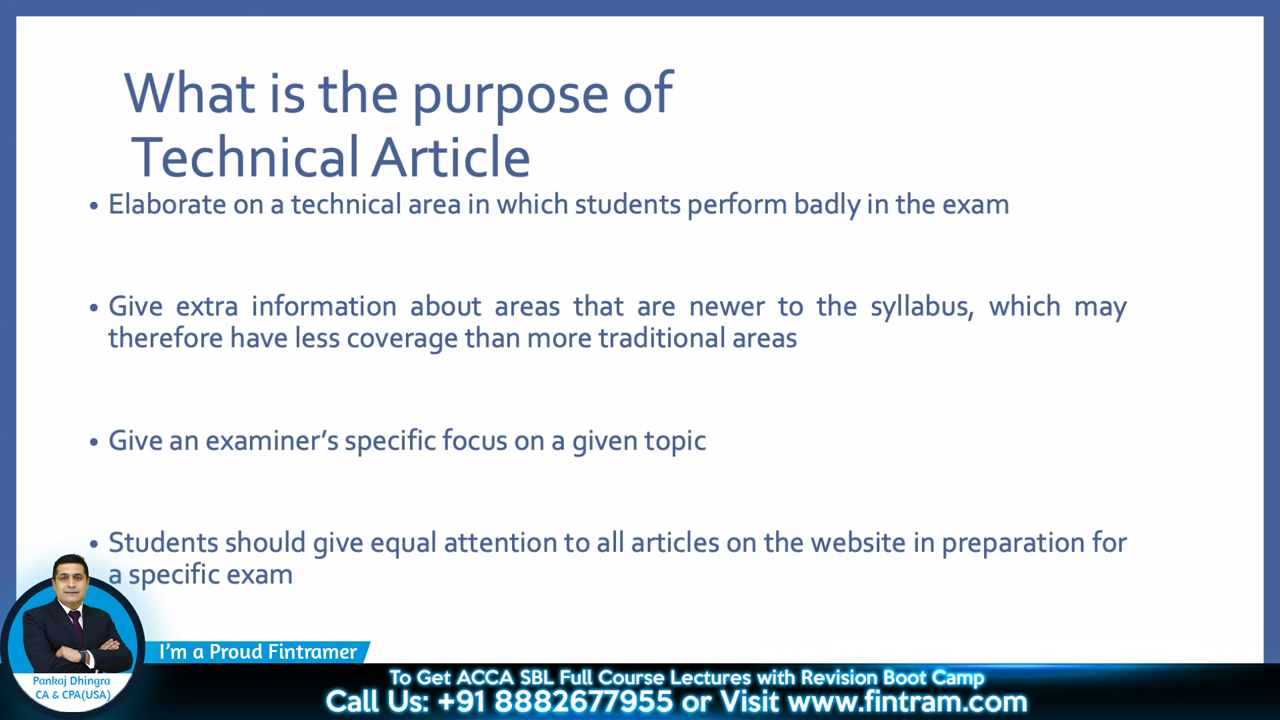 What is the purpose of
Technical Article
• Elaborate on a technical area in which students perform badly in the exam
• Give extra information about areas that are newer to the syllabus, which may
therefore have less coverage than more traditional areas
• Give an examiner’s specific focus on a given topic
• Students should give equal attention to all articles on the website in preparation for
a specific exam
I’m a Proud Fintramer
Pankaj Dhingra
CA & CPA(USA)
To Get ACCA SBL Full Course Lectures with Revision Boot Camp
Call Us: +91 8882677955 or Visit www.fintram.com